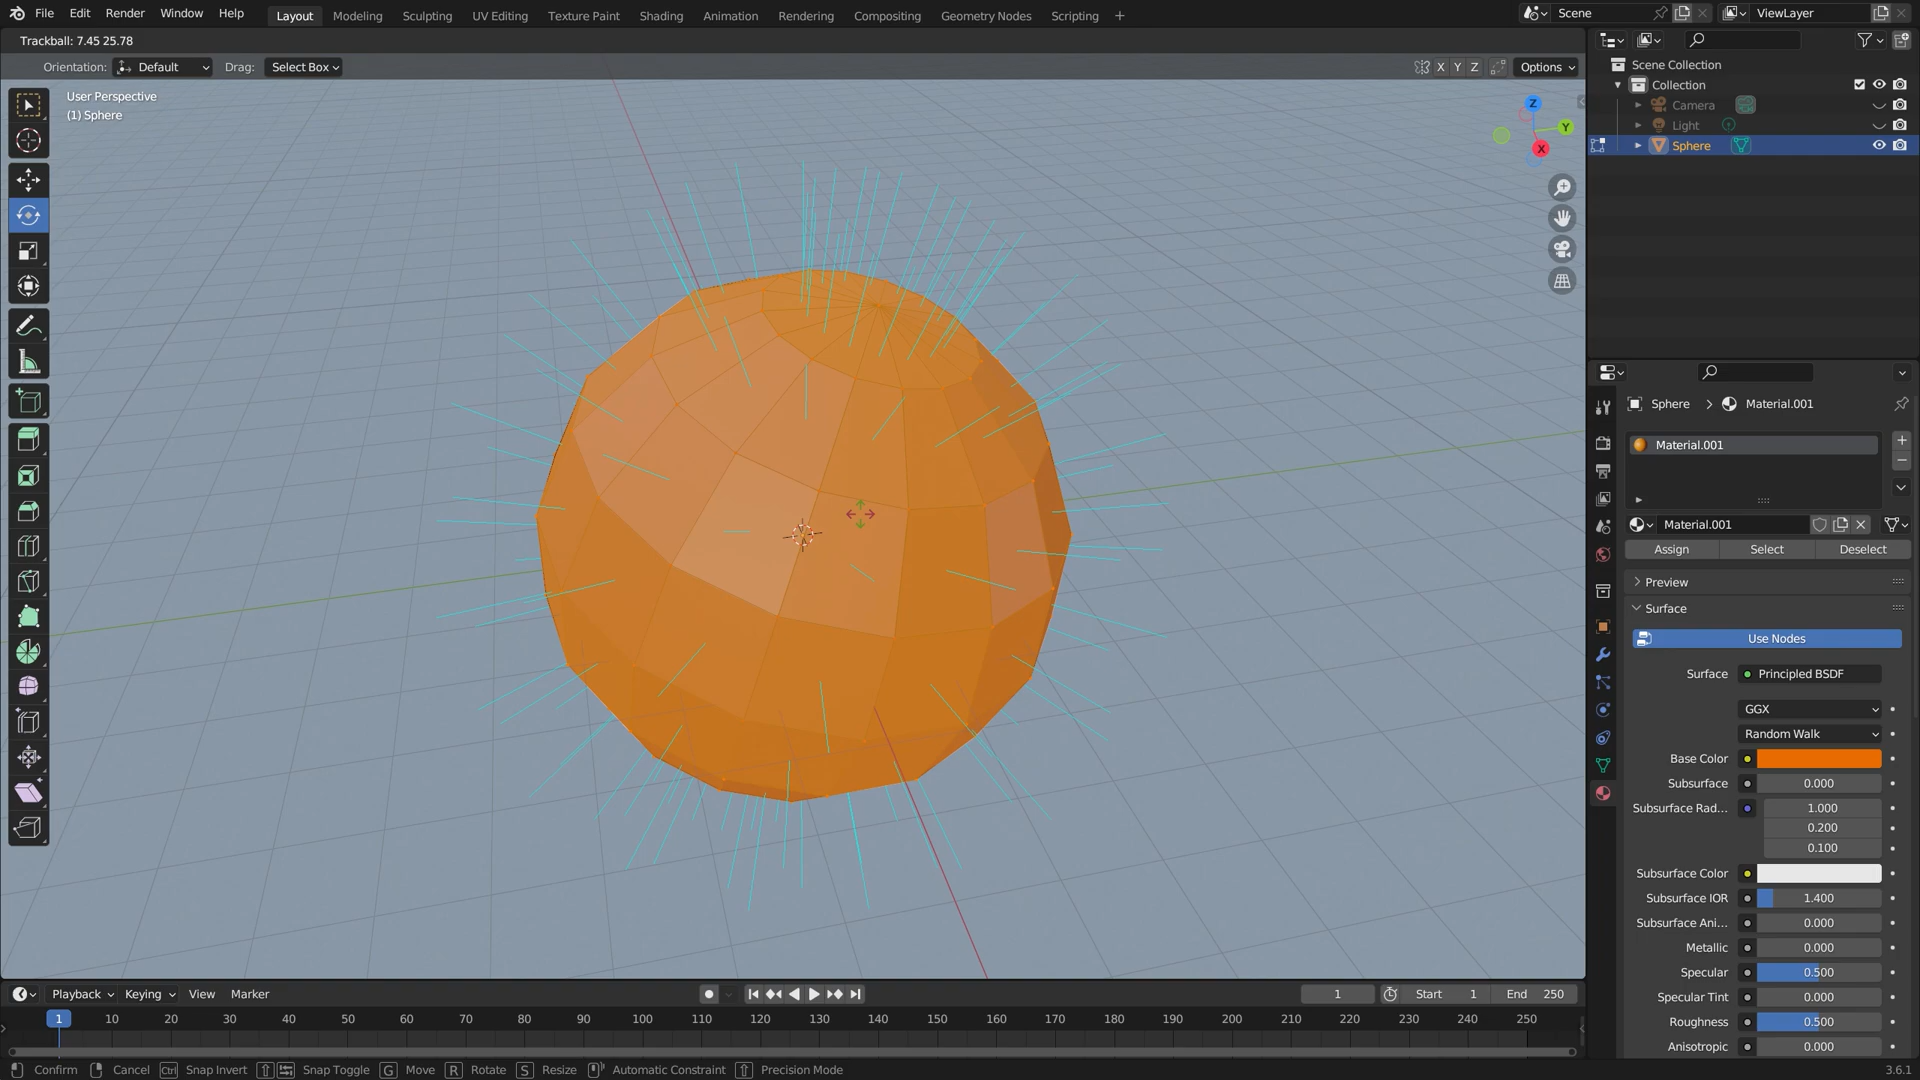 File Edit Render Window Help Layout Modeling Sculpting UV Editing Texture Paint Shading Animation Rendering Compositing Geometry Nodes Scripting + Scene ViewLayer
Trackball: 7.45 25.78
Orientation: Default Drag: Select Box X Y Z Options
User Perspective
(1) Sphere
Z
Y
X
Scene Collection
Collection
Camera
Light
Sphere
Sphere > Material.001
Material.001
Material.001
Assign Select Deselect
Preview
Surface
Use Nodes
Surface Principled BSDF
GGX
Random Walk
Base Color
Subsurface 0.000
Subsurface Rad... 1.000
0.200
0.100
Subsurface Color
Subsurface IOR 1.400
Subsurface Ani... 0.000
Metallic 0.000
Specular 0.500
Specular Tint 0.000
Roughness 0.500
Anisotropic 0.000
Playback Keying View Marker 1 Start 1 End 250
1 10 20 30 40 50 60 70 80 90 100 110 120 130 140 150 160 170 180 190 200 210 220 230 240 250
Confirm Cancel Ctrl Snap Invert Snap Toggle G Move R Rotate S Resize Automatic Constraint Precision Mode 3.6.1